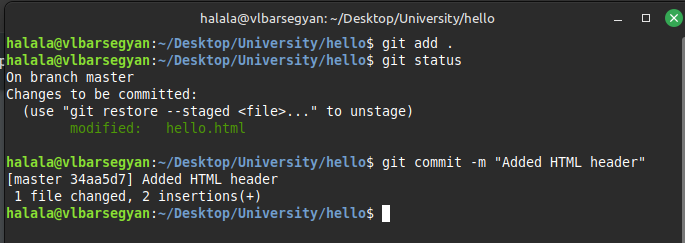 halala@vlbarsegyan: ~/Desktop/University/hello
halala@vlbarsegyan:~/Desktop/University/hello$ git add .
halala@vlbarsegyan:~/Desktop/University/hello$ git status
On branch master
Changes to be committed:
  (use "git restore --staged <file>..." to unstage)
        modified:   hello.html

halala@vlbarsegyan:~/Desktop/University/hello$ git commit -m "Added HTML header"
[master 34aa5d7] Added HTML header
 1 file changed, 2 insertions(+)
halala@vlbarsegyan:~/Desktop/University/hello$